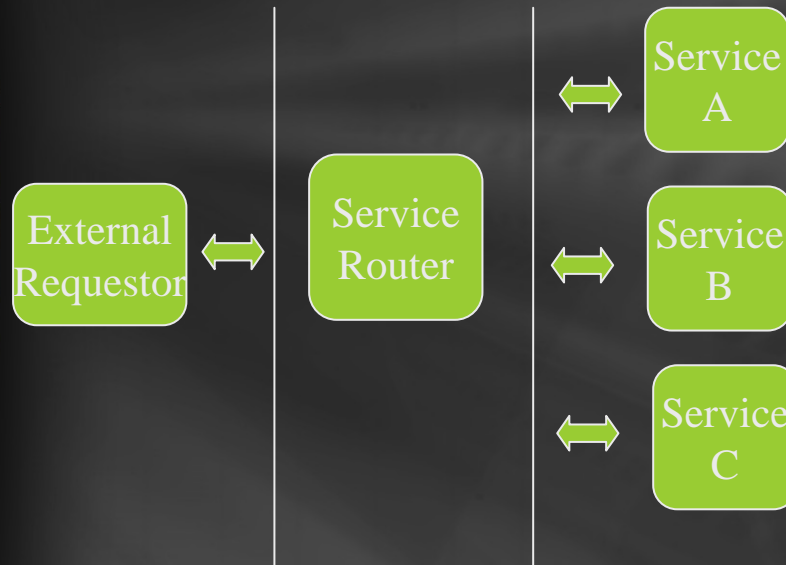 External
Requestor
Service
Router
Service
A
Service
B
Service
C